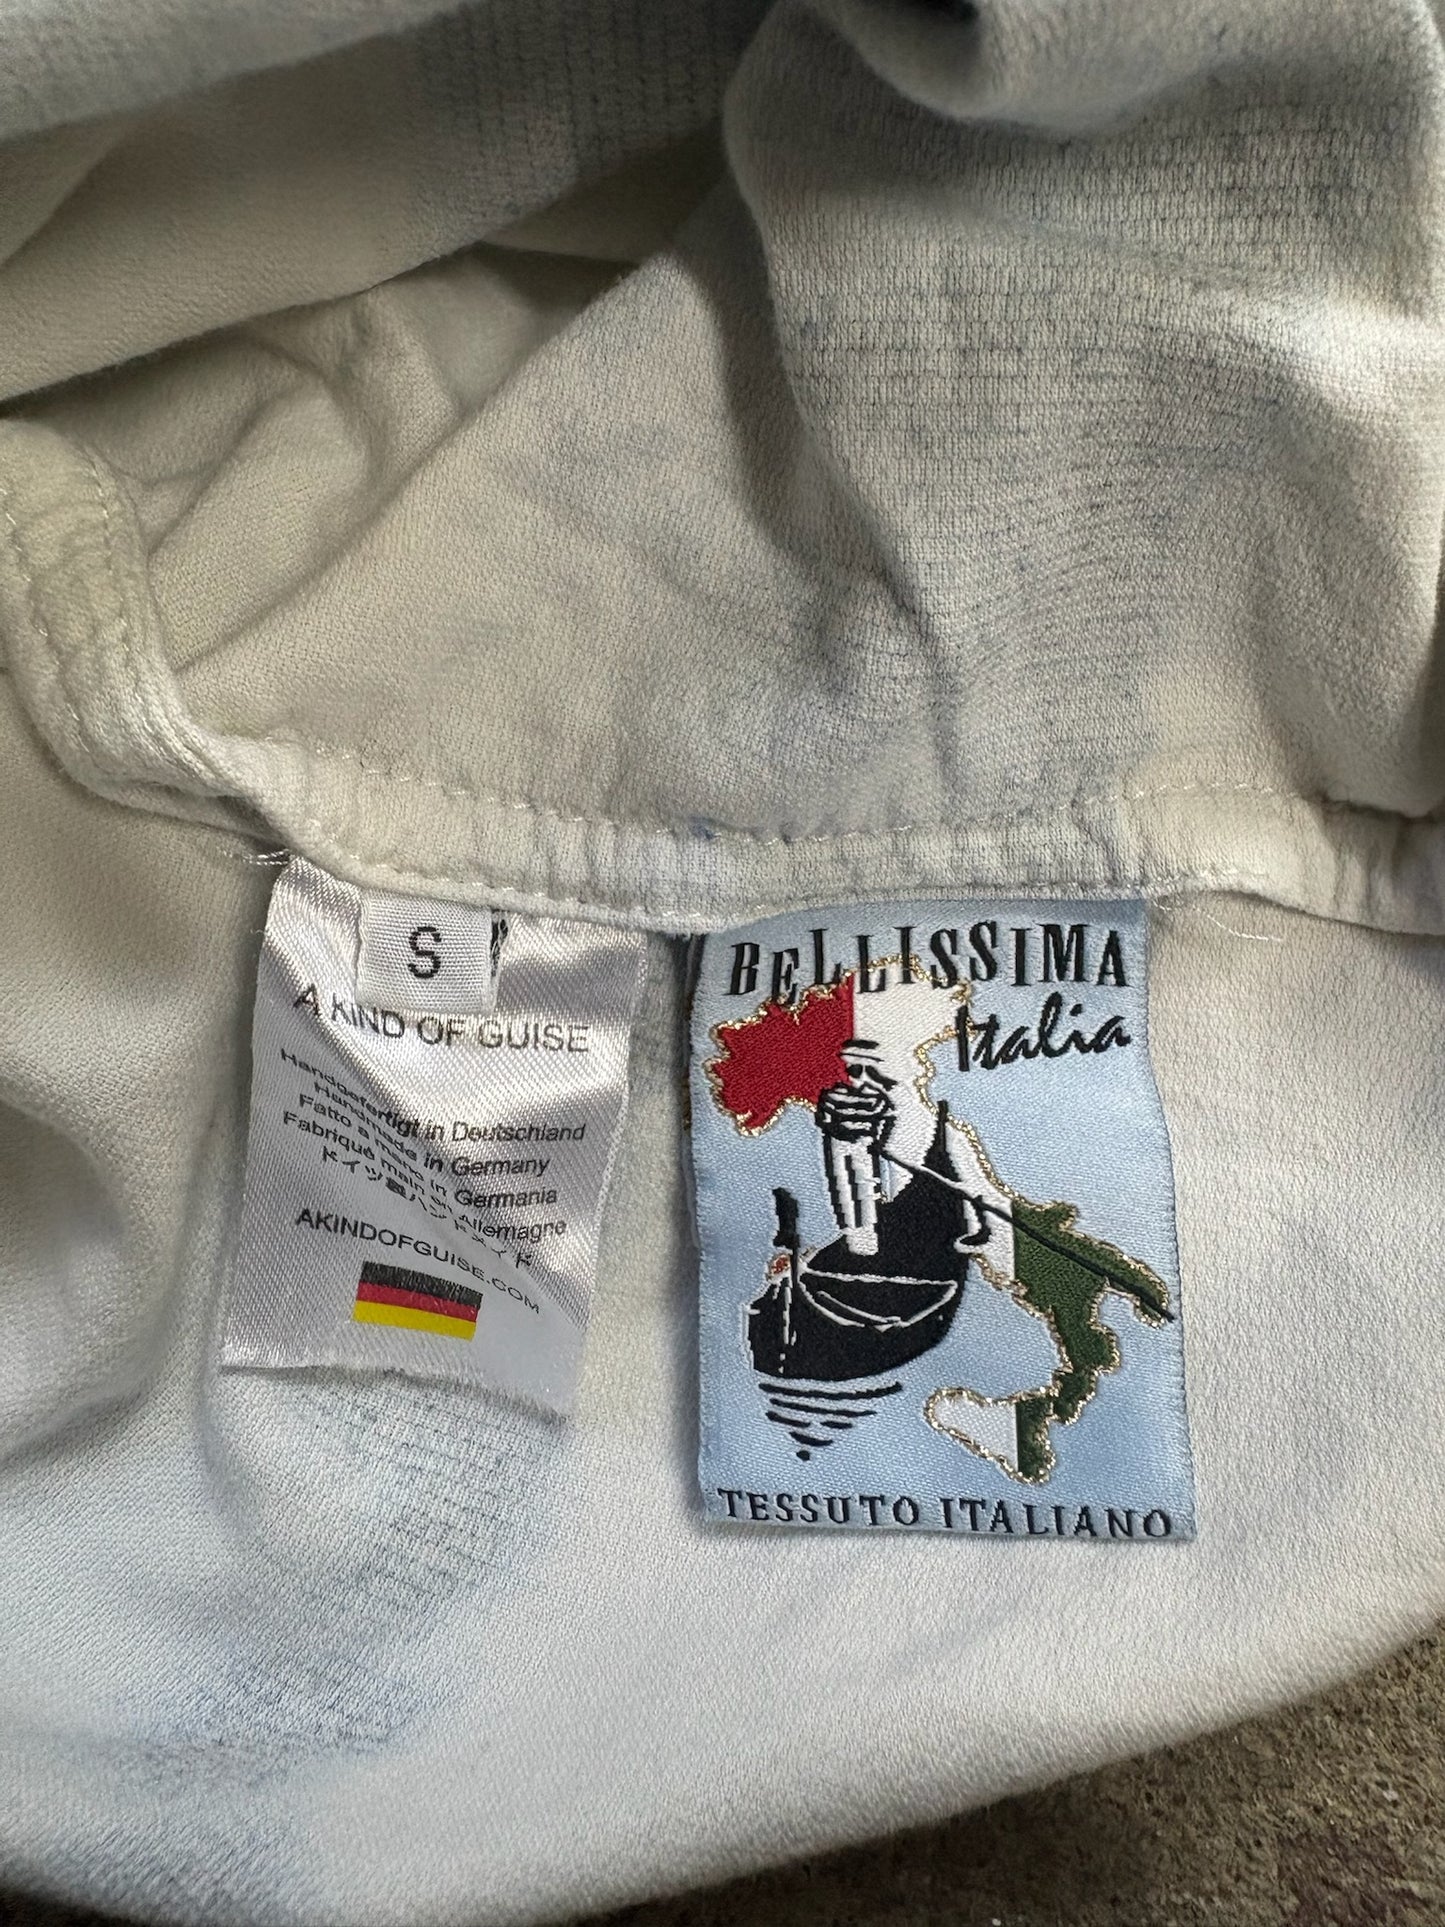 S
A KIND OF GUISE
Handgefertigt in Deutschland
Handmade in Germany
Fatto a mano in Germania
Fabriqué main en Allemagne
ドイツ製ハンドメイド
AKINDOFGUISE.COM
BELLISSIMA
Italia
TESSUTO ITALIANO